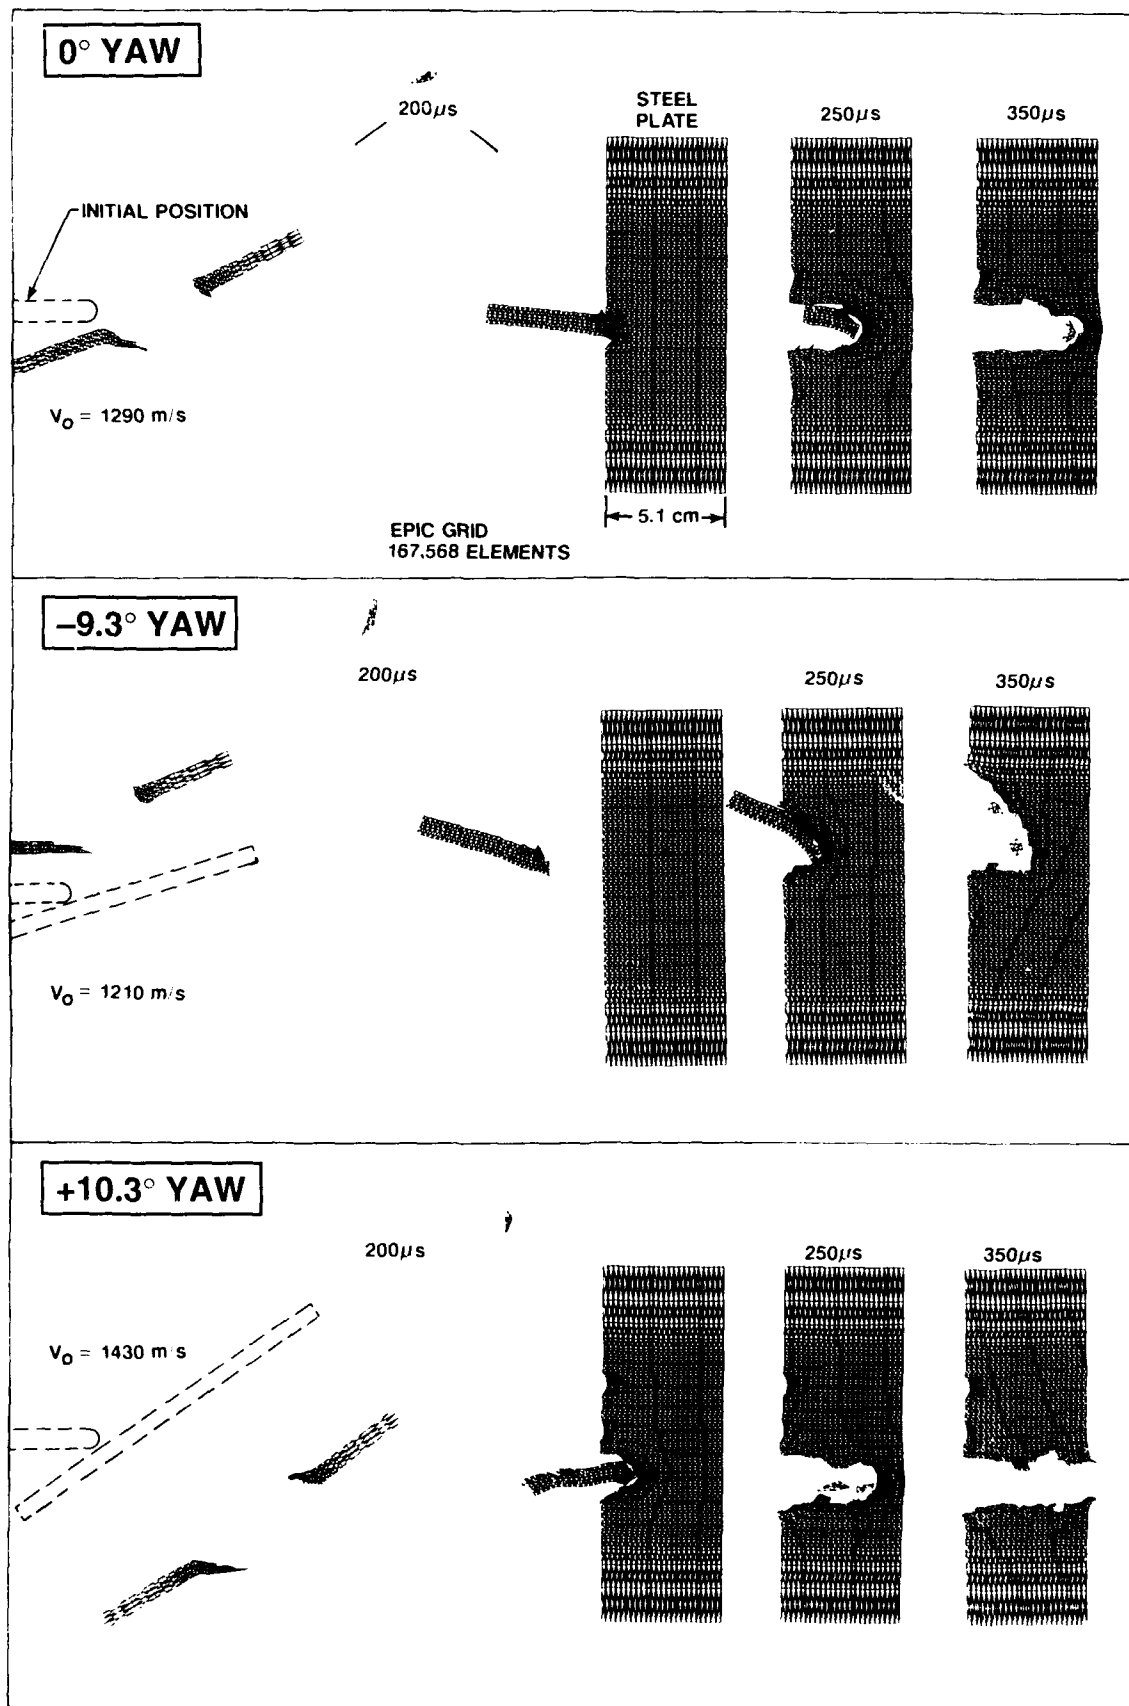 0° YAW
200μs
STEEL
PLATE
250μs
350μs
INITIAL POSITION
V₀ = 1290 m/s
5.1 cm
EPIC GRID
167,568 ELEMENTS
–9.3° YAW
200μs
250μs
350μs
V₀ = 1210 m/s
+10.3° YAW
200μs
250μs
350μs
V₀ = 1430 m/s